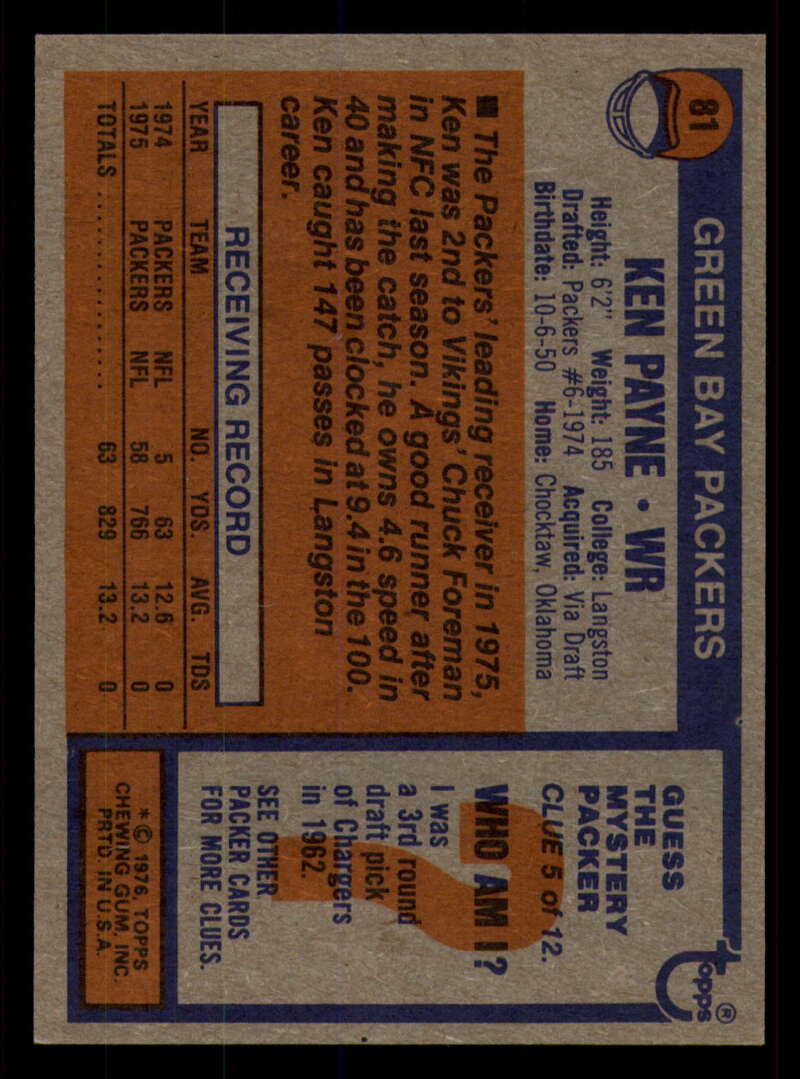 81
GREEN BAY PACKERS
KEN PAYNE • WR
Height: 6'2" Weight: 185 College: Langston
Drafted: Packers #6-1974 Acquired: Via Draft
Birthdate: 10-6-50 Home: Chocktaw, Oklahoma
■ The Packers' leading receiver in 1975,
Ken was 2nd to Vikings' Chuck Foreman
in NFC last season. A good runner after
making the catch, he owns 4.6 speed in
40 and has been clocked at 9.4 in the 100.
Ken caught 147 passes in Langston
career.
RECEIVING RECORD
YEAR TEAM NO. YDS. AVG. TDS
1974 PACKERS NFL 5 63 12.6 0
1975 PACKERS NFL 58 766 13.2 0
TOTALS .................... 63 829 13.2 0
Topps®
GUESS
THE
MYSTERY
PACKER
CLUE 5 of 12.
WHO AM I?
I was
a 3rd round
draft pick
of Chargers
in 1962.
SEE OTHER
PACKER CARDS
FOR MORE CLUES.
* © 1976, TOPPS
CHEWING GUM, INC.
PRTD. IN U.S.A.